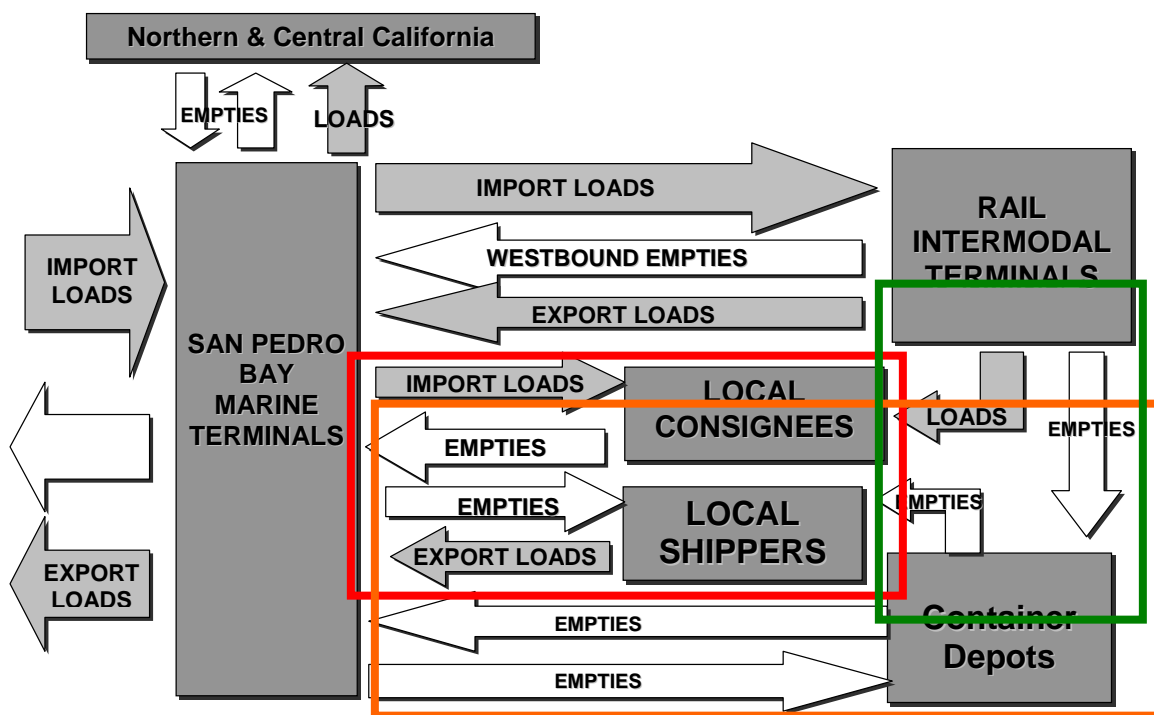 Northern & Central California
EMPTIES
LOADS
IMPORT LOADS
RAIL
INTERMODAL
TERMINALS
WESTBOUND EMPTIES
IMPORT
LOADS
EXPORT LOADS
SAN PEDRO
BAY
MARINE
TERMINALS
IMPORT LOADS
LOCAL
CONSIGNEES
LOADS
EMPTIES
EMPTIES
EMPTIES
EMPTIES
LOCAL
SHIPPERS
EXPORT LOADS
EXPORT
LOADS
EMPTIES
Container
Depots
EMPTIES